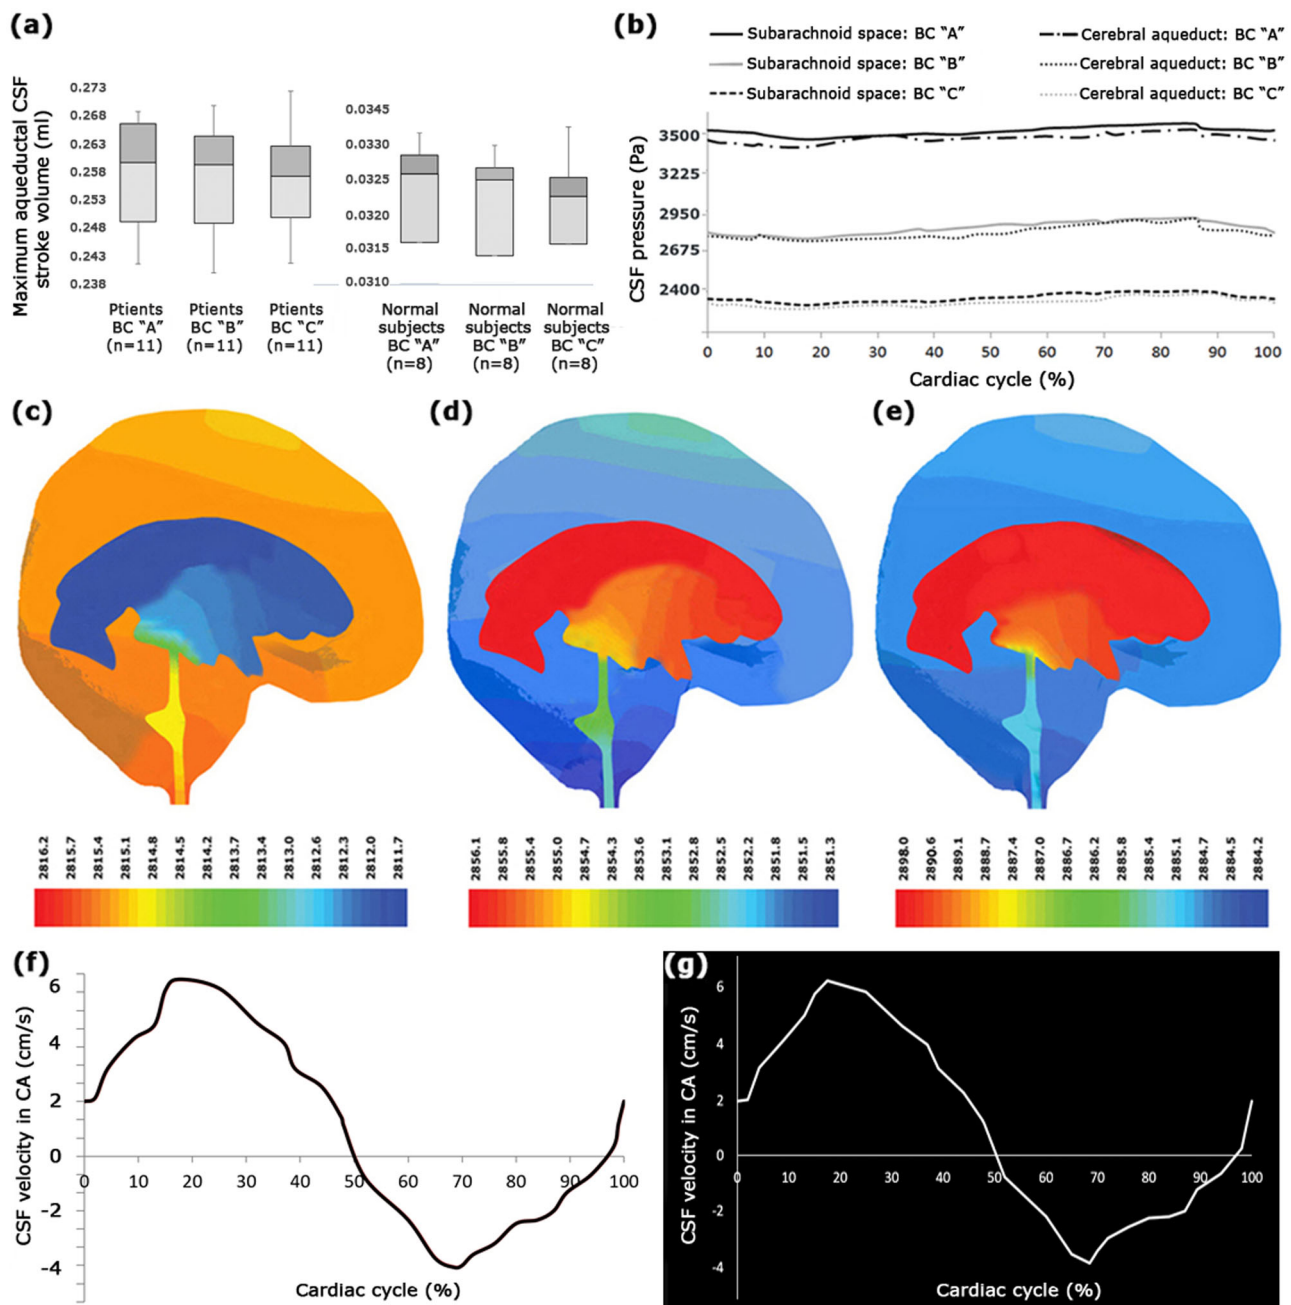 (a)
Maximum aqueductal CSF
stroke volume (ml)
0.273
0.268
0.263
0.258
0.253
0.248
0.243
0.238
Ptients
BC “A”
(n=11)
Ptients
BC “B”
(n=11)
Ptients
BC “C”
(n=11)
0.0345
0.0330
0.0325
0.0320
0.0315
0.0310
Normal
subjects
BC “A”
(n=8)
Normal
subjects
BC “B”
(n=8)
Normal
subjects
BC “C”
(n=8)
(b)
Subarachnoid space: BC “A”
Subarachnoid space: BC “B”
Subarachnoid space: BC “C”
Cerebral aqueduct: BC “A”
Cerebral aqueduct: BC “B”
Cerebral aqueduct: BC “C”
CSF pressure (Pa)
3500
3225
2950
2675
2400
0 10 20 30 40 50 60 70 80 90 100
Cardiac cycle (%)
(c)
2816.2 2815.7 2815.4 2815.1 2814.8 2814.5 2814.2 2813.7 2813.4 2813.0 2812.6 2812.3 2812.0 2811.7
(d)
2856.1 2855.8 2855.4 2855.0 2854.7 2854.3 2853.6 2853.1 2852.8 2852.5 2852.2 2851.8 2851.5 2851.3
(e)
2898.0 2890.6 2889.1 2888.7 2887.4 2887.0 2886.7 2886.2 2885.8 2885.4 2885.1 2884.7 2884.5 2884.2
(f)
CSF velocity in CA (cm/s)
6
4
2
0
-2
-4
0 10 20 30 40 50 60 70 80 90 100
Cardiac cycle (%)
(g)
CSF velocity in CA (cm/s)
6
4
2
0
-2
-4
0 10 20 30 40 50 60 70 80 90 100
Cardiac cycle (%)